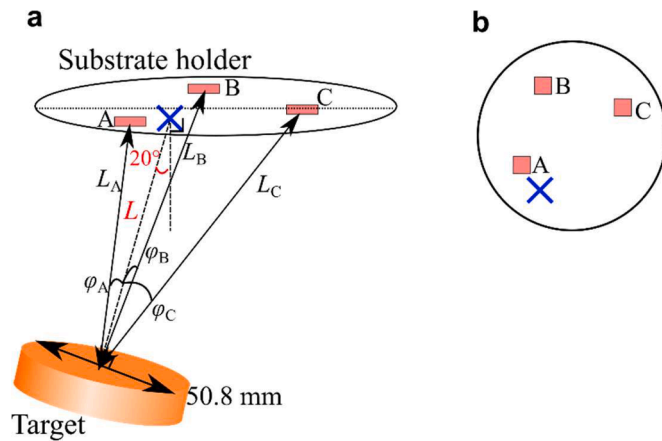 a
b
Substrate holder
B
C
A
B
C
A
20°
L_A
L
L_B
L_C
φ_B
φ_A
φ_C
50.8 mm
Target